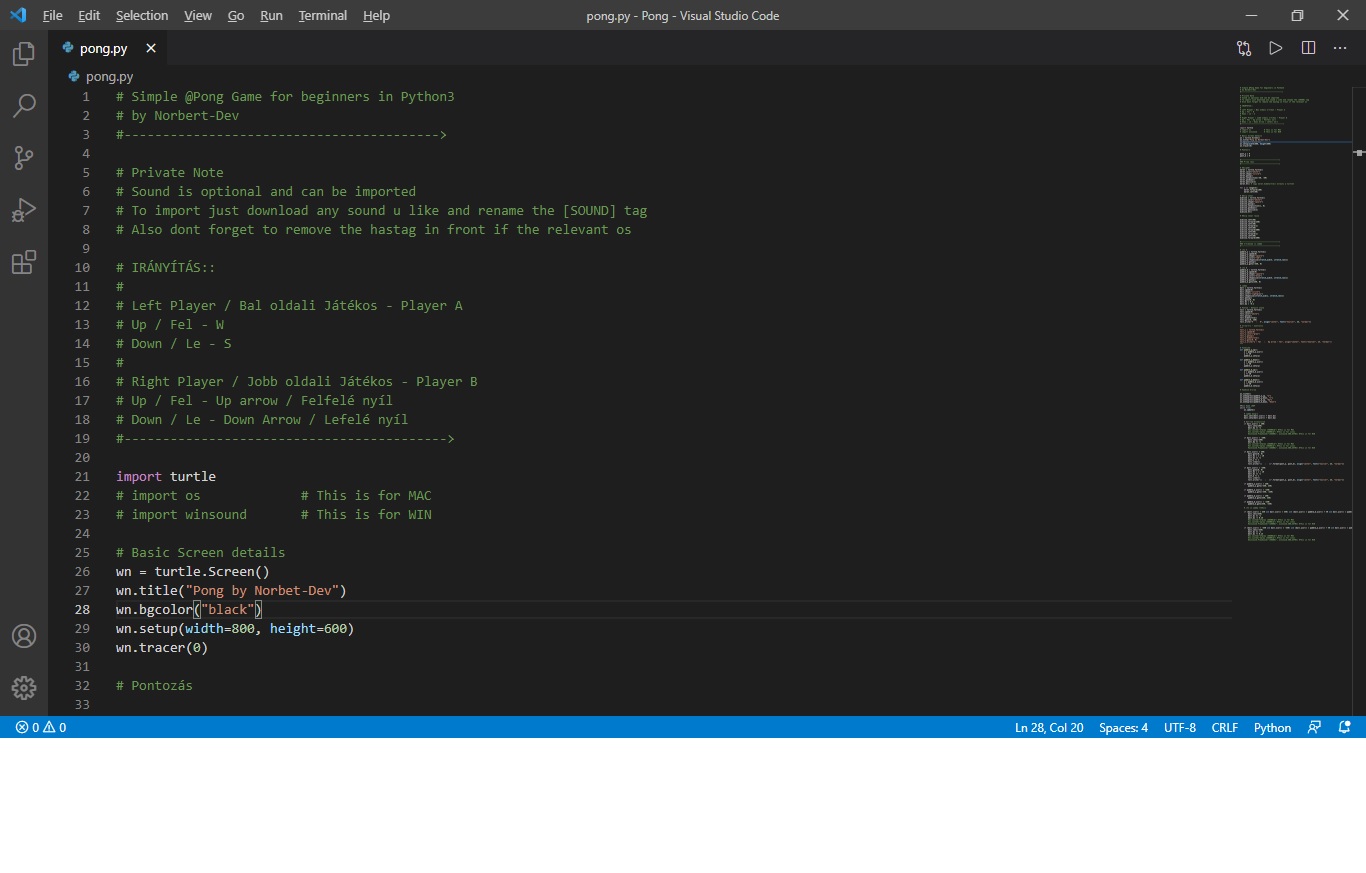 File Edit Selection View Go Run Terminal Help pong.py - Pong - Visual Studio Code
pong.py
pong.py
1 # Simple @Pong Game for beginners in Python3
2 # by Norbert-Dev
3 #----------------------------------------->
4
5 # Private Note
6 # Sound is optional and can be imported
7 # To import just download any sound u like and rename the [SOUND] tag
8 # Also dont forget to remove the hastag in front if the relevant os
9
10 # IRÁNYÍTÁS::
11 #
12 # Left Player / Bal oldali Játékos - Player A
13 # Up / Fel - W
14 # Down / Le - S
15 #
16 # Right Player / Jobb oldali Játékos - Player B
17 # Up / Fel - Up arrow / Felfelé nyíl
18 # Down / Le - Down Arrow / Lefelé nyíl
19 #------------------------------------------>
20
21 import turtle
22 # import os             # This is for MAC
23 # import winsound       # This is for WIN
24
25 # Basic Screen details
26 wn = turtle.Screen()
27 wn.title("Pong by Norbet-Dev")
28 wn.bgcolor("black")
29 wn.setup(width=800, height=600)
30 wn.tracer(0)
31
32 # Pontozás
33
0 0 Ln 28, Col 20 Spaces: 4 UTF-8 CRLF Python